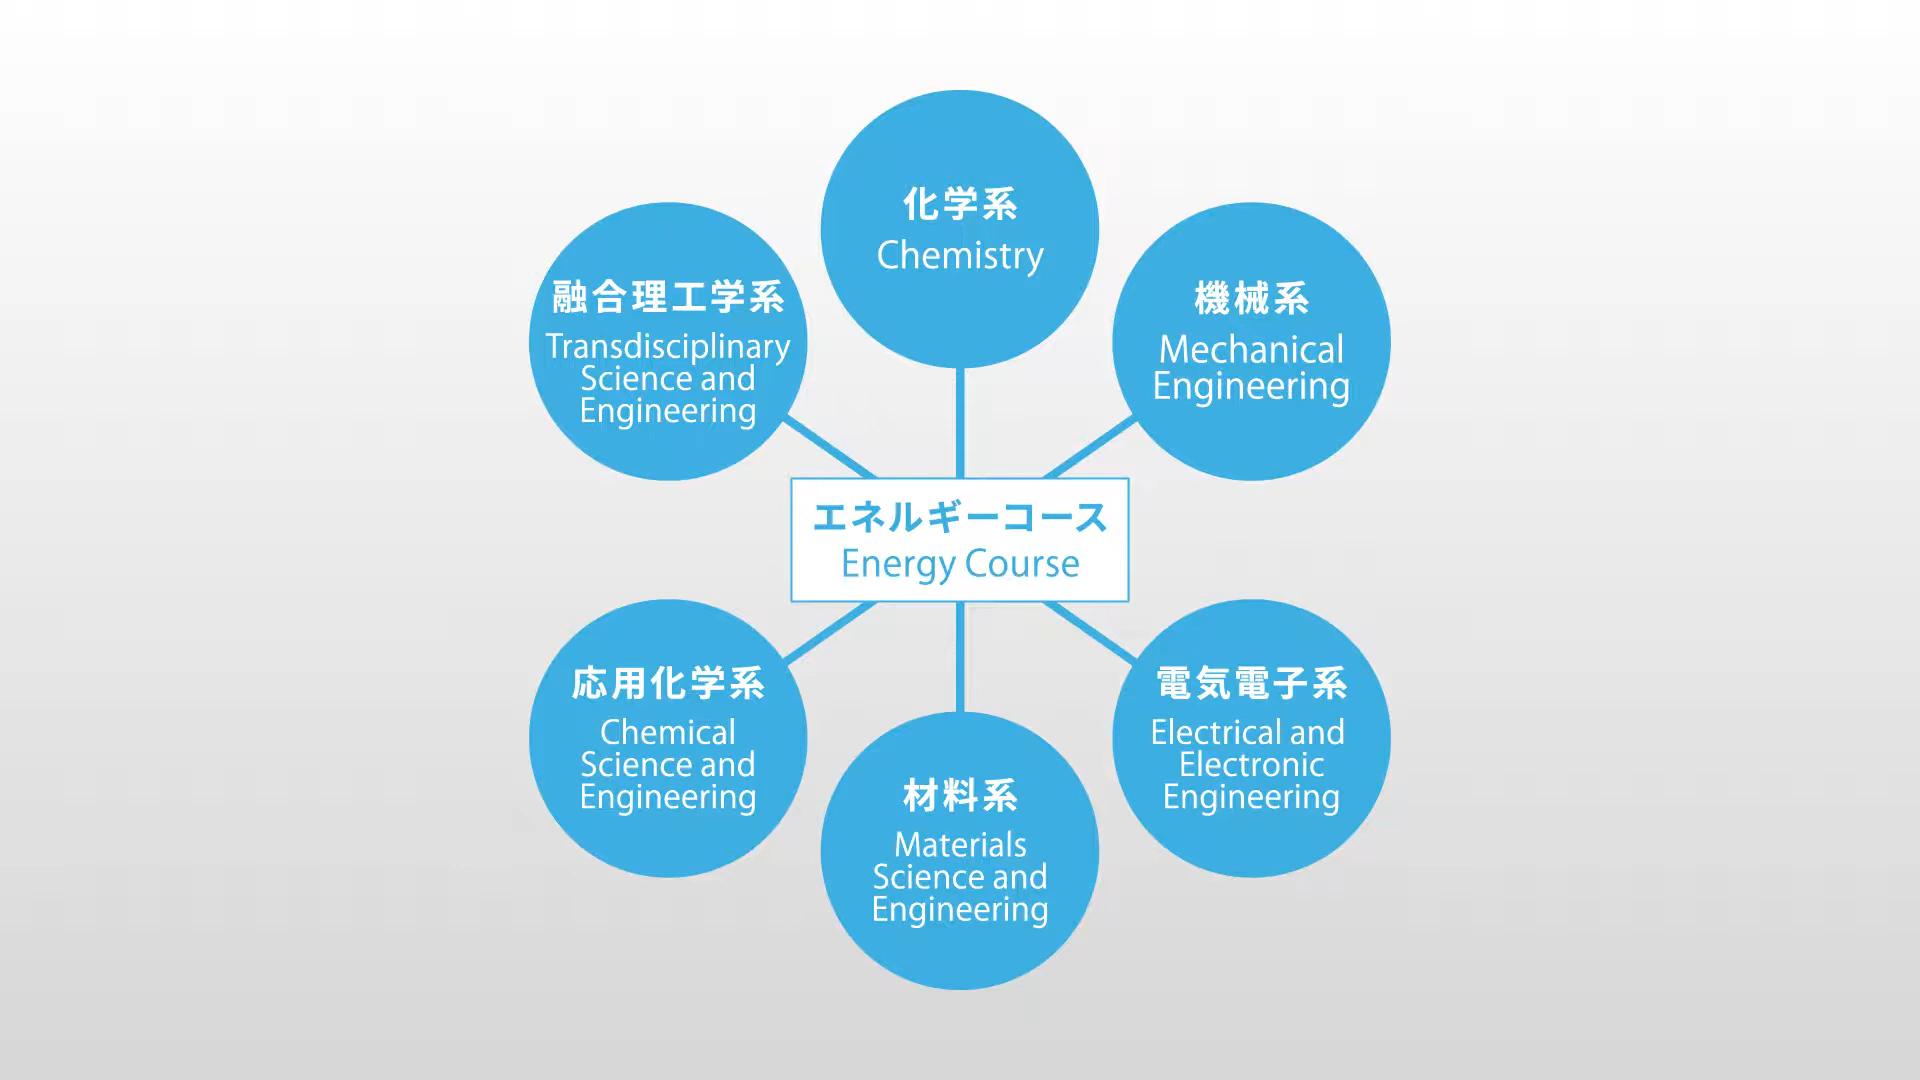 化学系
Chemistry
融合理工学系
Transdisciplinary
Science and
Engineering
機械系
Mechanical
Engineering
エネルギーコース
Energy Course
応用化学系
Chemical
Science and
Engineering
電気電子系
Electrical and
Electronic
Engineering
材料系
Materials
Science and
Engineering